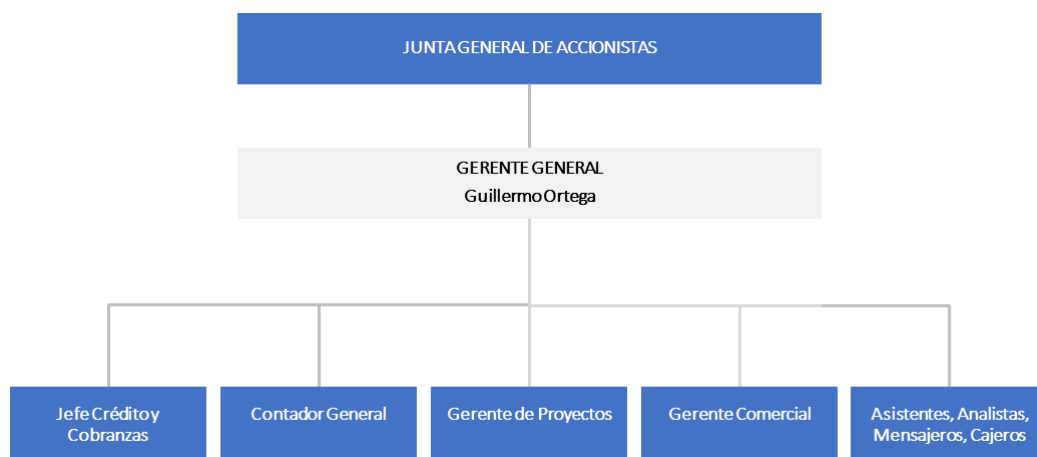 JUNTA GENERAL DE ACCIONISTAS
GERENTE GENERAL
Guillermo Ortega
Jefe Crédito y
Cobranzas
Contador General
Gerente de Proyectos
Gerente Comercial
Asistentes, Analistas,
Mensajeros, Cajeros